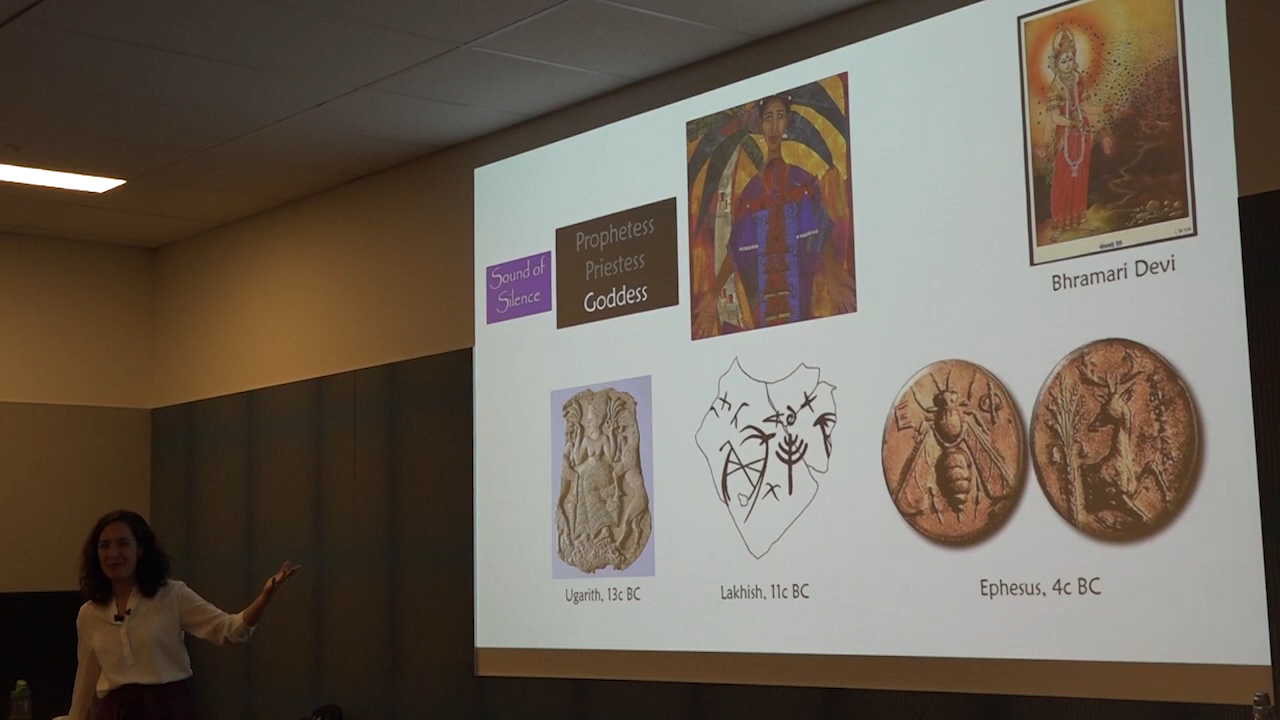 Sound of
Silence
Prophetess
Priestess
Goddess
Bhramari Devi
Ugarith, 13c BC
Lakhish, 11c BC
Ephesus, 4c BC
E Φ